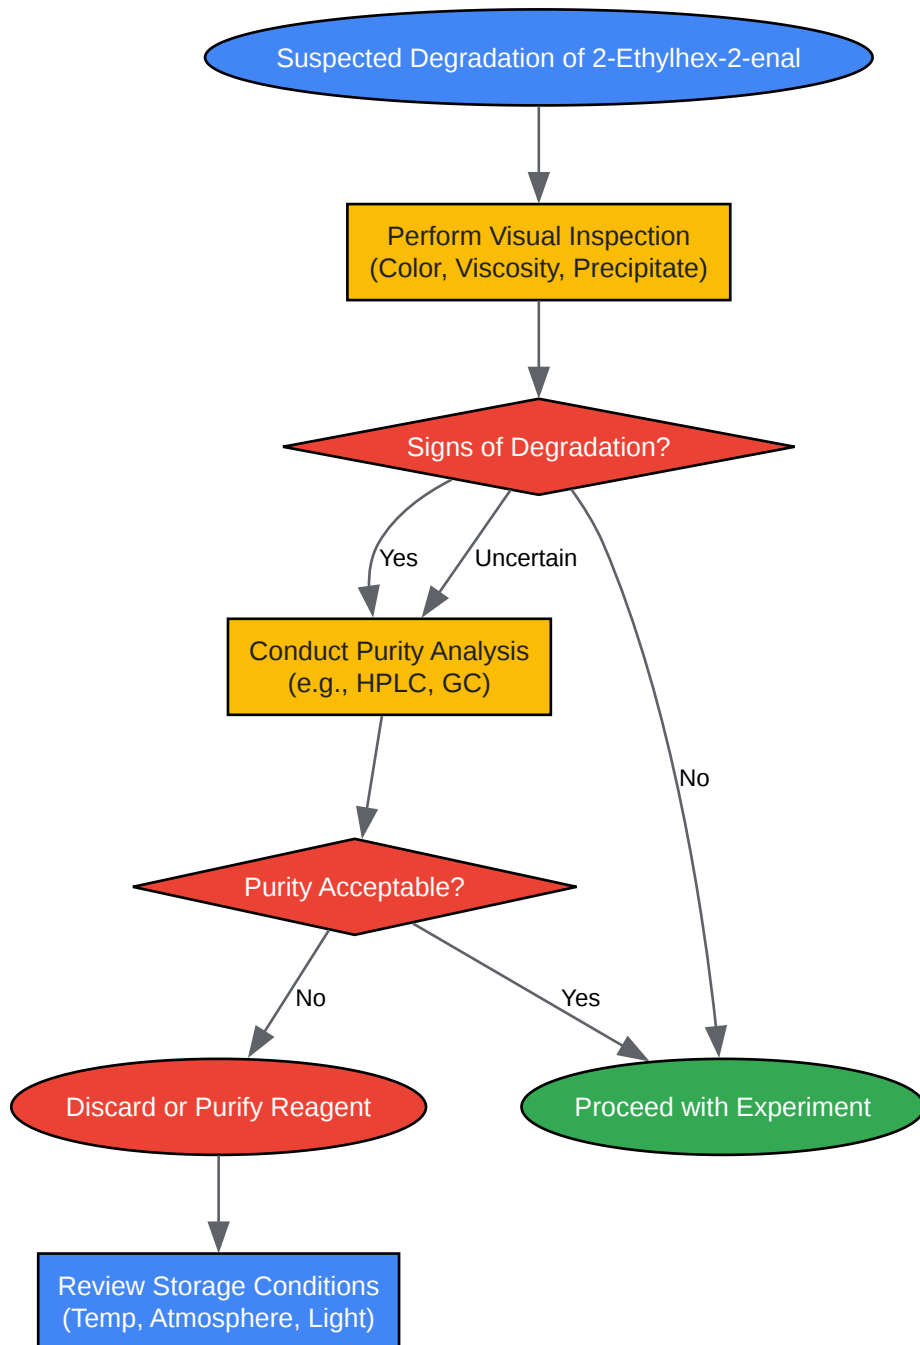 Suspected Degradation of 2-Ethylhex-2-enal
Perform Visual Inspection
(Color, Viscosity, Precipitate)
Signs of Degradation?
Yes
Uncertain
Conduct Purity Analysis
(e.g., HPLC, GC)
No
Purity Acceptable?
No
Yes
Discard or Purify Reagent
Proceed with Experiment
Review Storage Conditions
(Temp, Atmosphere, Light)